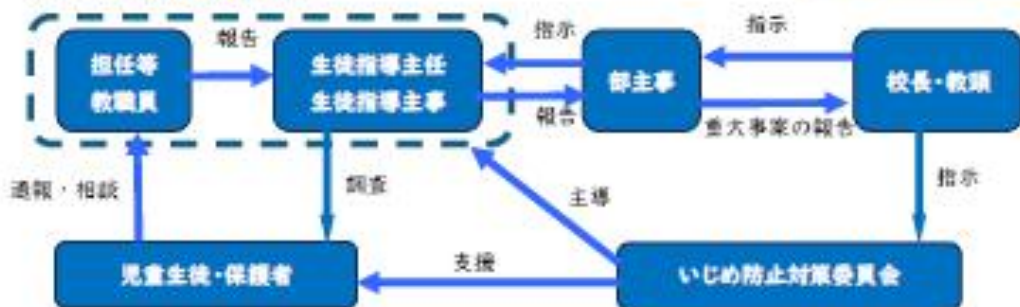 報告
指示
指示
担任等
教職員
生徒指導主任
生徒指導主事
部主事
校長・教頭
報告
重大事案の報告
通報・相談
調査
主導
指示
児童生徒・保護者
支援
いじめ防止対策委員会